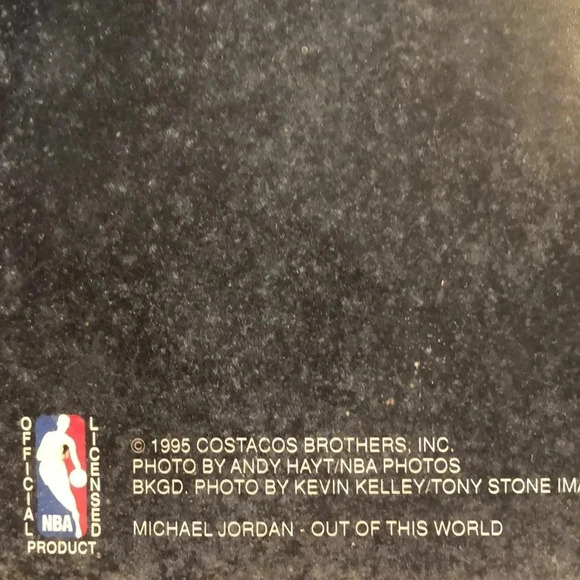 © 1995 COSTACOS BROTHERS, INC.
PHOTO BY ANDY HAYT/NBA PHOTOS
BKGD. PHOTO BY KEVIN KELLEY/TONY STONE IMA
MICHAEL JORDAN - OUT OF THIS WORLD
OFFICIAL
LICENSED
NBA
PRODUCT